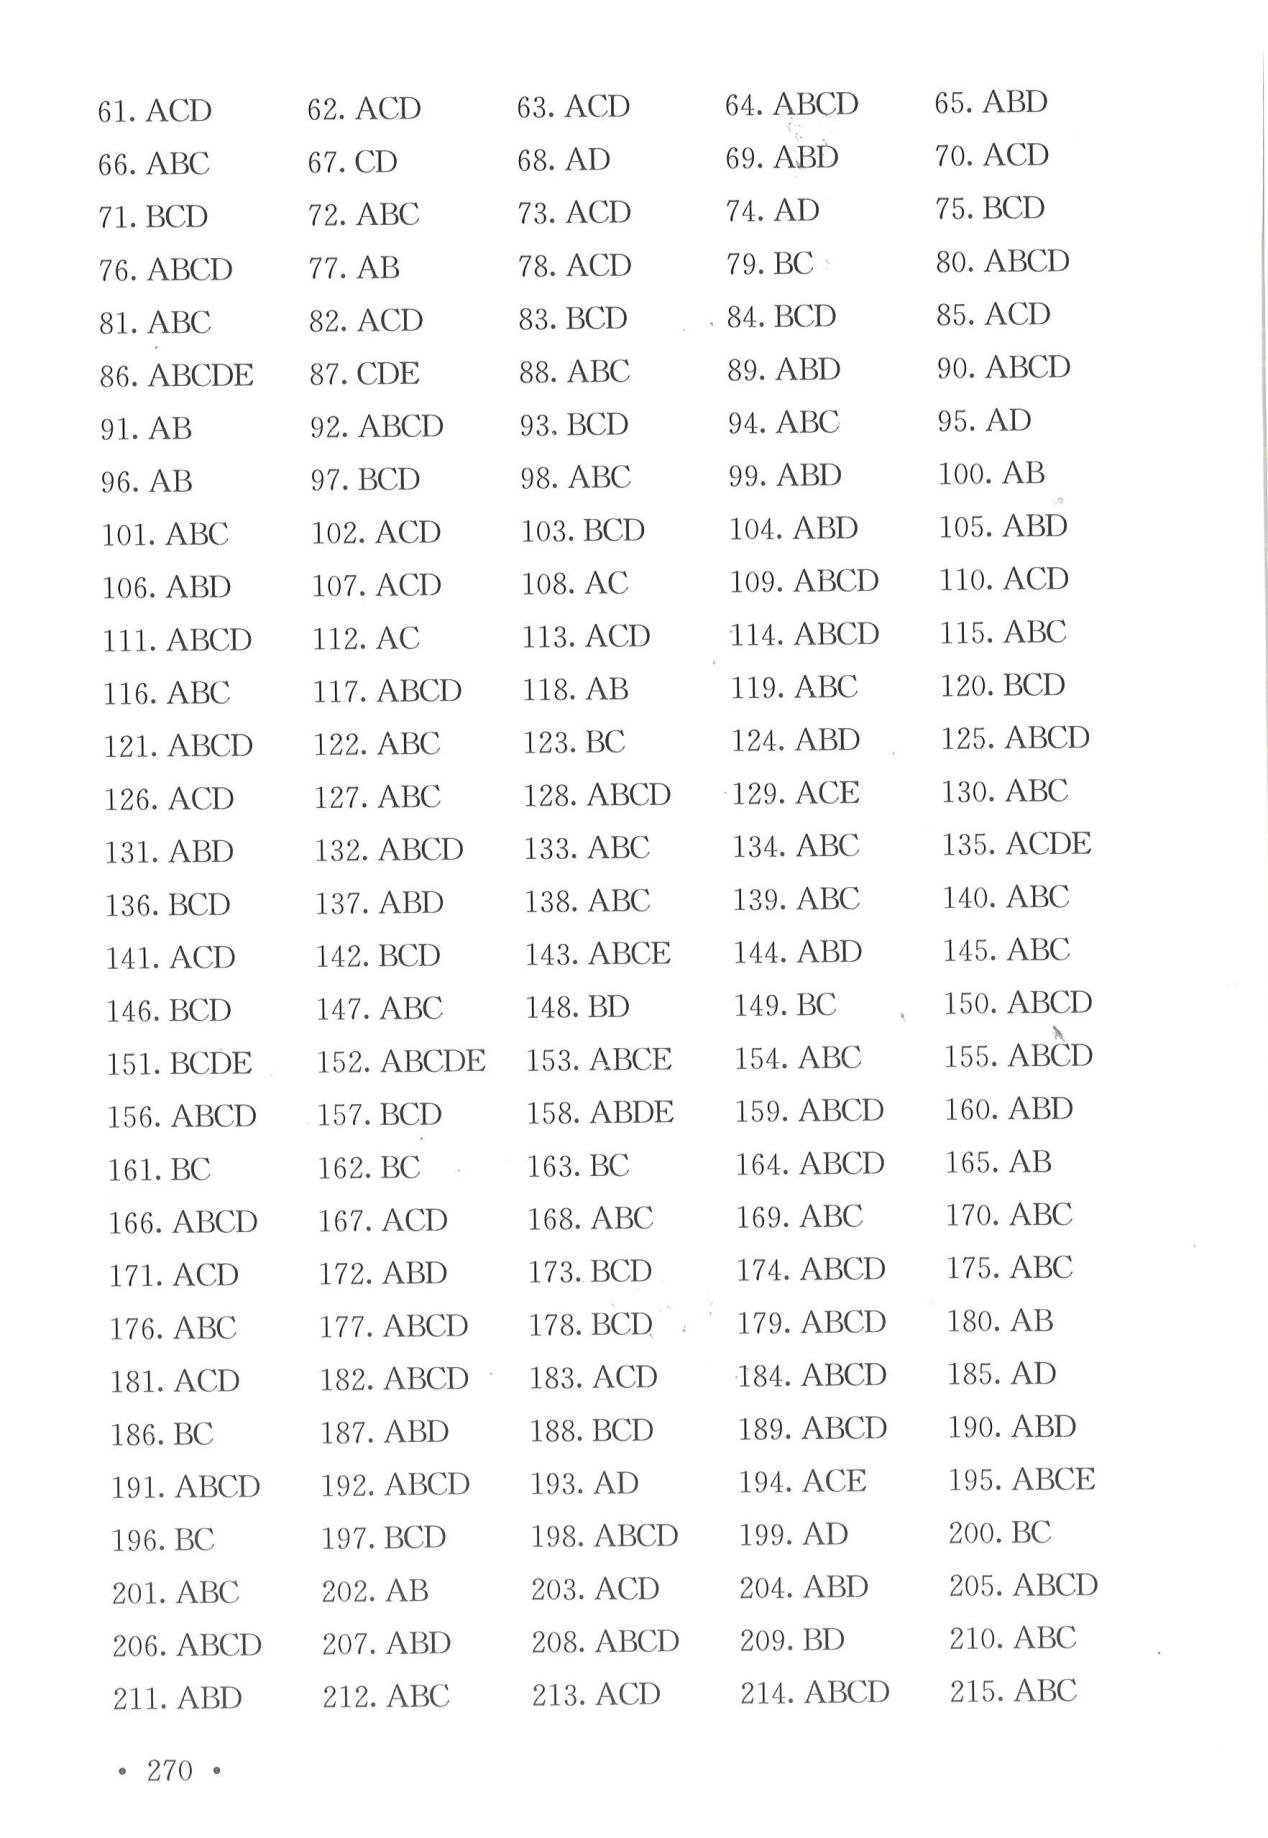 61. ACD 62. ACD 63. ACD 64. ABCD 65. ABD
66. ABC 67. CD 68. AD 69. ABD 70. ACD
71. BCD 72. ABC 73. ACD 74. AD 75. BCD
76. ABCD 77. AB 78. ACD 79. BC 80. ABCD
81. ABC 82. ACD 83. BCD 84. BCD 85. ACD
86. ABCDE 87. CDE 88. ABC 89. ABD 90. ABCD
91. AB 92. ABCD 93. BCD 94. ABC 95. AD
96. AB 97. BCD 98. ABC 99. ABD 100. AB
101. ABC 102. ACD 103. BCD 104. ABD 105. ABD
106. ABD 107. ACD 108. AC 109. ABCD 110. ACD
111. ABCD 112. AC 113. ACD 114. ABCD 115. ABC
116. ABC 117. ABCD 118. AB 119. ABC 120. BCD
121. ABCD 122. ABC 123. BC 124. ABD 125. ABCD
126. ACD 127. ABC 128. ABCD 129. ACE 130. ABC
131. ABD 132. ABCD 133. ABC 134. ABC 135. ACDE
136. BCD 137. ABD 138. ABC 139. ABC 140. ABC
141. ACD 142. BCD 143. ABCE 144. ABD 145. ABC
146. BCD 147. ABC 148. BD 149. BC 150. ABCD
151. BCDE 152. ABCDE 153. ABCE 154. ABC 155. ABCD
156. ABCD 157. BCD 158. ABDE 159. ABCD 160. ABD
161. BC 162. BC 163. BC 164. ABCD 165. AB
166. ABCD 167. ACD 168. ABC 169. ABC 170. ABC
171. ACD 172. ABD 173. BCD 174. ABCD 175. ABC
176. ABC 177. ABCD 178. BCD 179. ABCD 180. AB
181. ACD 182. ABCD 183. ACD 184. ABCD 185. AD
186. BC 187. ABD 188. BCD 189. ABCD 190. ABD
191. ABCD 192. ABCD 193. AD 194. ACE 195. ABCE
196. BC 197. BCD 198. ABCD 199. AD 200. BC
201. ABC 202. AB 203. ACD 204. ABD 205. ABCD
206. ABCD 207. ABD 208. ABCD 209. BD 210. ABC
211. ABD 212. ABC 213. ACD 214. ABCD 215. ABC
• 270 •